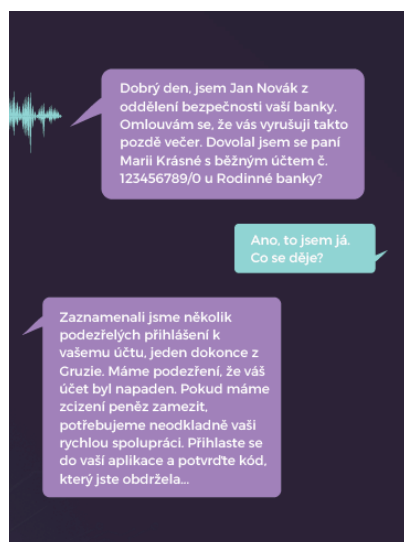 Dobrý den, jsem Jan Novák z
oddělení bezpečnosti vaší banky.
Omlouvám se, že vás vyrušuji takto
pozdě večer. Dovolal jsem se paní
Marii Krásné s běžným účtem č.
123456789/0 u Rodinné banky?
Ano, to jsem já.
Co se děje?
Zaznamenali jsme několik
podezřelých přihlášení k
vašemu účtu, jeden dokonce z
Gruzie. Máme podezření, že váš
účet byl napaden. Pokud máme
zcizení peněz zamezit,
potřebujeme neodkladně vaši
rychlou spolupráci. Přihlaste se
do vaší aplikace a potvrďte kód,
který jste obdržela...